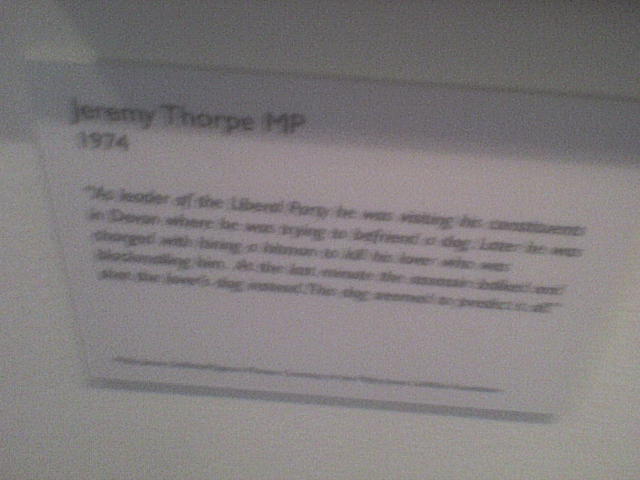 Jeremy Thorpe MP
1974
"As leader of the Liberal Party he was visiting his constituents
in Devon where he was trying to befriend a dog. Later he was
charged with hiring a hitman to kill his lover who was
blackmailing him. At the last minute the assassin balked and
shot the lover's dog instead. The dog seemed to predict it all"